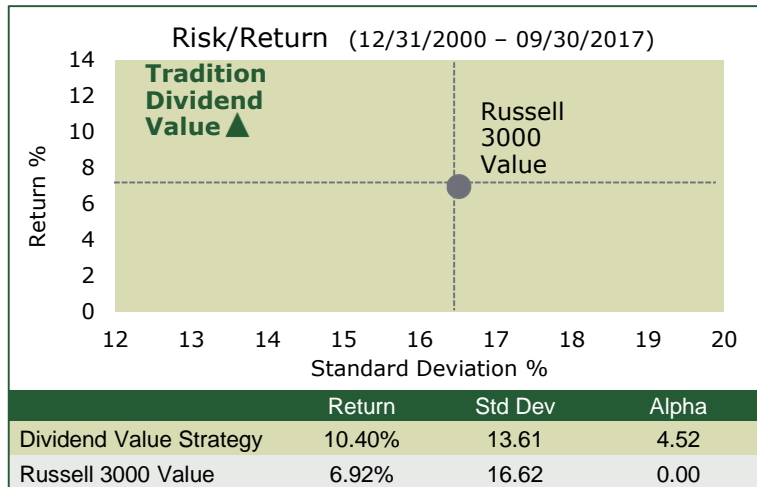 Risk/Return (12/31/2000 – 09/30/2017)
14
12
10
8
6
4
2
0
Return %
Tradition
Dividend
Value
Russell
3000
Value
12 13 14 15 16 17 18 19 20
Standard Deviation %
Return Std Dev Alpha
Dividend Value Strategy 10.40% 13.61 4.52
Russell 3000 Value 6.92% 16.62 0.00